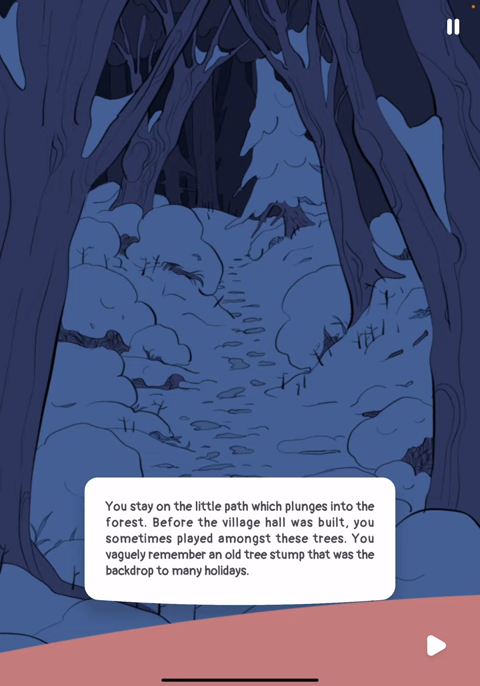 You stay on the little path which plunges into the
forest. Before the village hall was built, you
sometimes played amongst these trees. You
vaguely remember an old tree stump that was the
backdrop to many holidays.